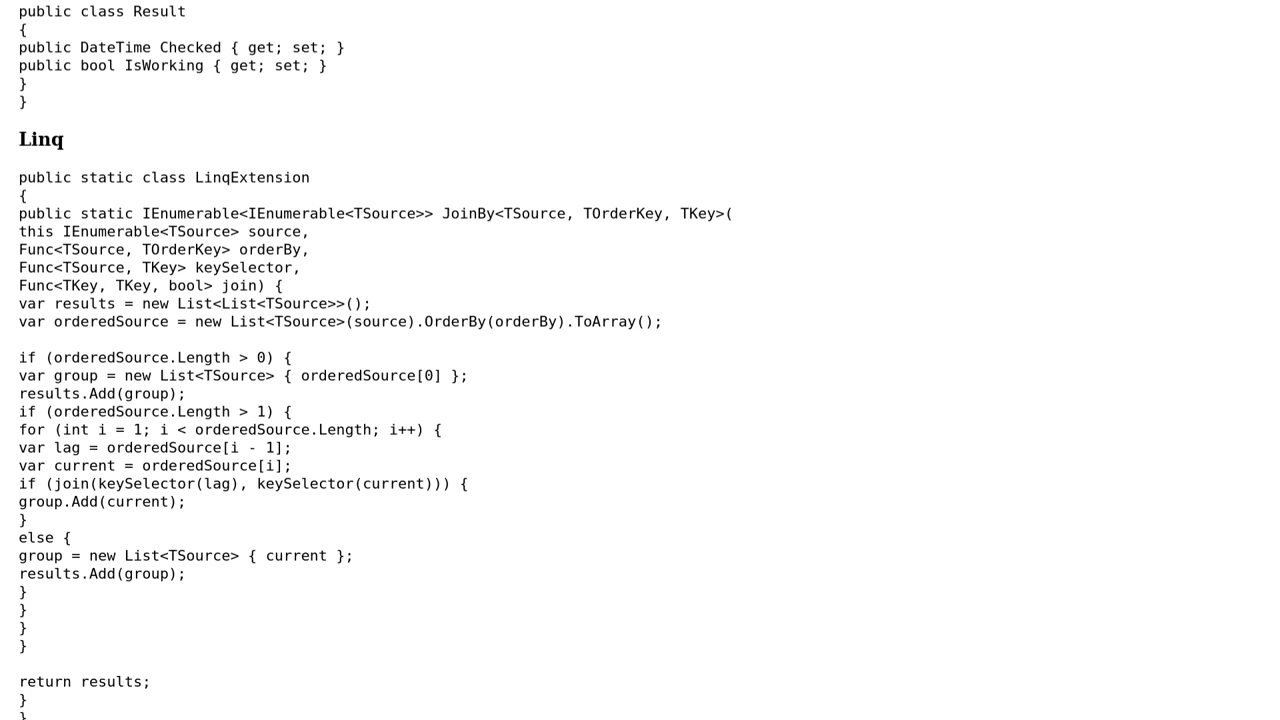 public class Result
{
public DateTime Checked { get; set; }
public bool IsWorking { get; set; }
}
}
Linq
public static class LinqExtension
{
public static IEnumerable<IEnumerable<TSource>> JoinBy<TSource, TOrderKey, TKey>(
this IEnumerable<TSource> source,
Func<TSource, TOrderKey> orderBy,
Func<TSource, TKey> keySelector,
Func<TKey, TKey, bool> join) {
var results = new List<List<TSource>>();
var orderedSource = new List<TSource>(source).OrderBy(orderBy).ToArray();
if (orderedSource.Length > 0) {
var group = new List<TSource> { orderedSource[0] };
results.Add(group);
if (orderedSource.Length > 1) {
for (int i = 1; i < orderedSource.Length; i++) {
var lag = orderedSource[i - 1];
var current = orderedSource[i];
if (join(keySelector(lag), keySelector(current))) {
group.Add(current);
}
else {
group = new List<TSource> { current };
results.Add(group);
}
}
}
}
return results;
}
}